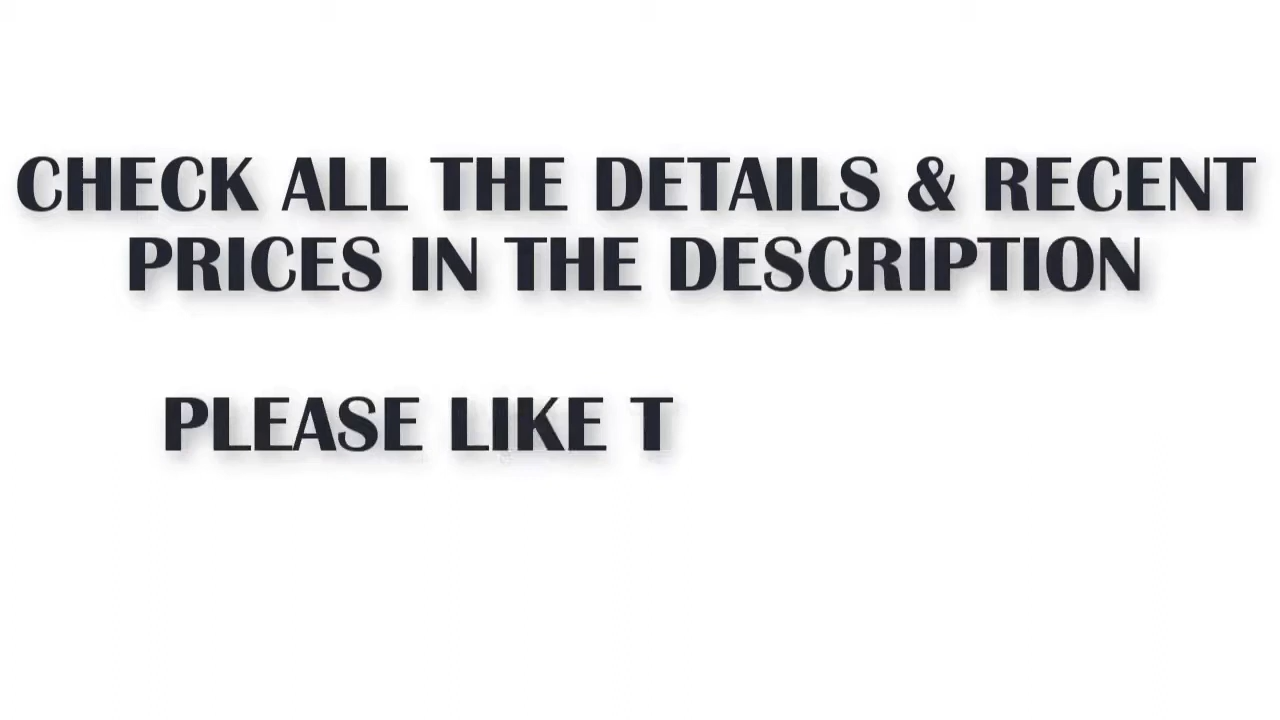 CHECK ALL THE DETAILS & RECENT
PRICES IN THE DESCRIPTION
PLEASE LIKE T